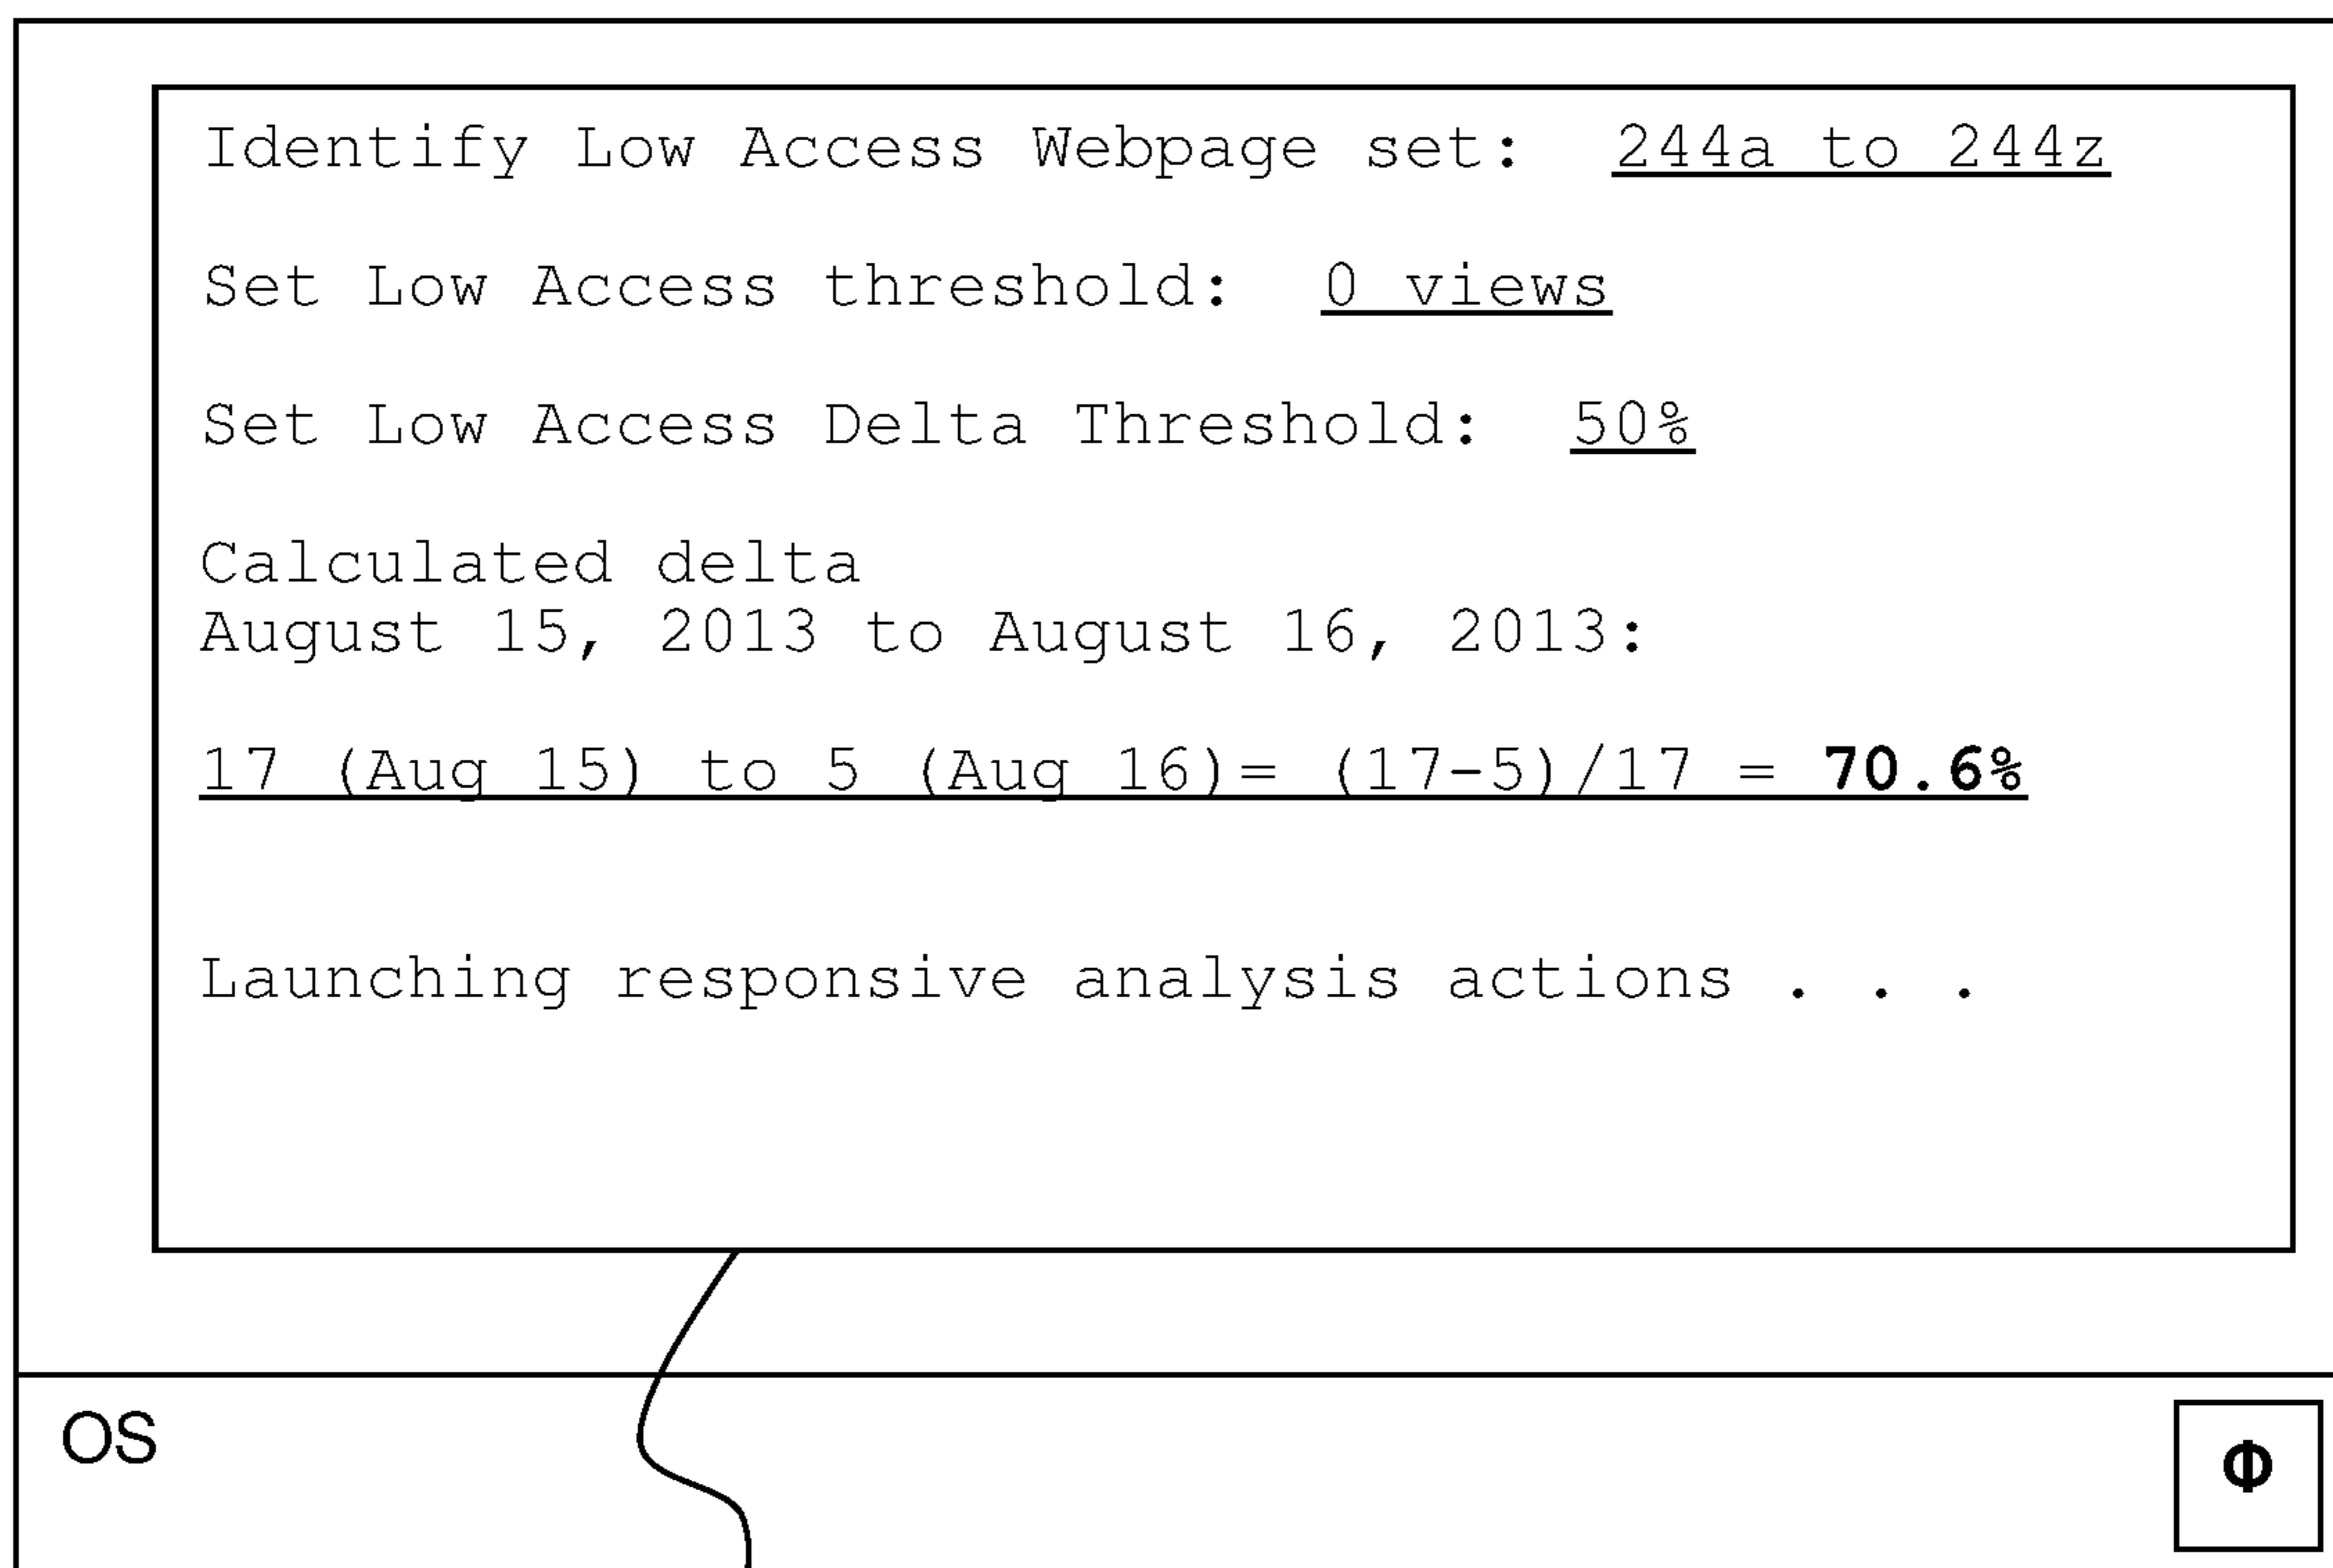 Identify Low Access Webpage set: 244a to 244z
Set Low Access threshold: 0 views
Set Low Access Delta Threshold: 50%
Calculated delta
August 15, 2013 to August 16, 2013:
17 (Aug 15) to 5 (Aug 16)= (17-5)/17 = 70.6%
Launching responsive analysis actions . . .
OS
Φ